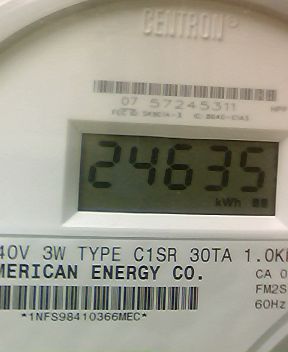 CENTRON®
07 57245311
24635
kWh
40V 3W TYPE C1SR 30TA 1.0K
MERICAN ENERGY CO.
CA 0
FM2S
60Hz
*1NFS98410366MEC*